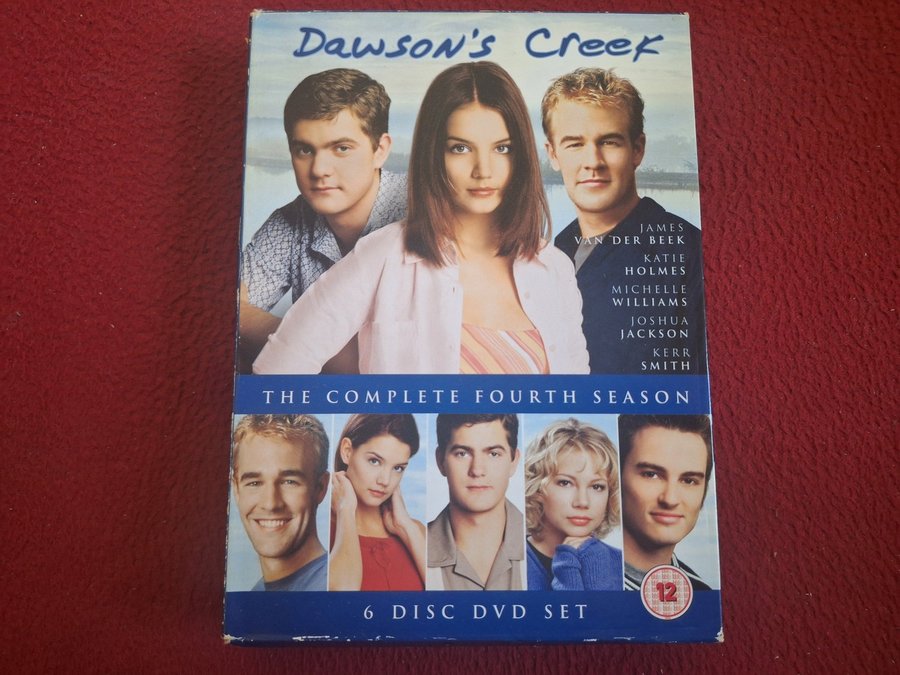 Dawson's Creek
JAMES
VAN DER BEEK
KATIE
HOLMES
MICHELLE
WILLIAMS
JOSHUA
JACKSON
KERR
SMITH
THE COMPLETE FOURTH SEASON
12
6 DISC DVD SET